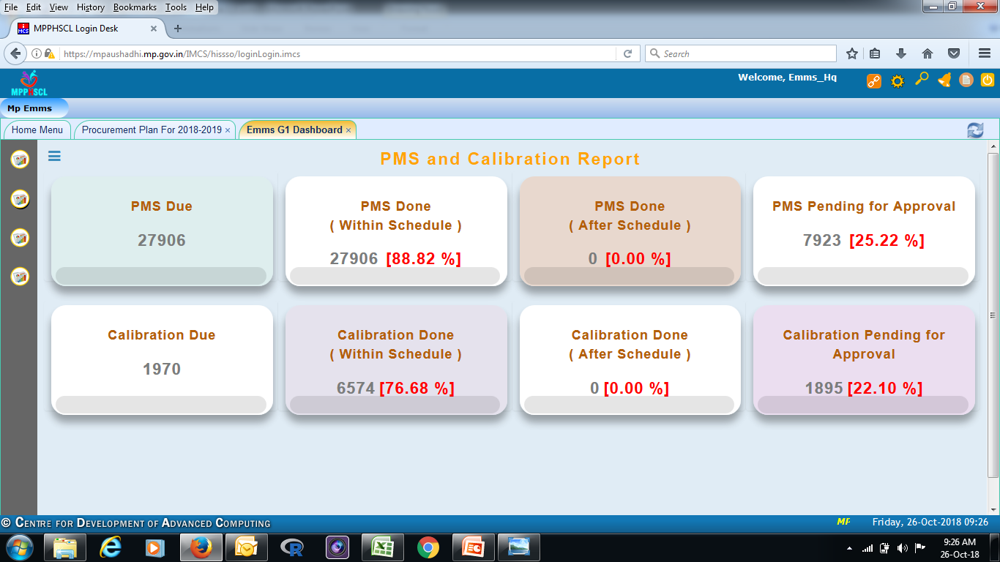 File Edit View History Bookmarks Tools Help
MPPHSCL Login Desk
https://mpaushadhi.mp.gov.in/IMCS/hissso/loginLogin.imcs
Search
MPPHSCL
Welcome, Emms_Hq
Mp Emms
Home Menu Procurement Plan For 2018-2019 Emms G1 Dashboard
PMS and Calibration Report
PMS Due
27906
PMS Done
( Within Schedule )
27906 [88.82 %]
PMS Done
( After Schedule )
0 [0.00 %]
PMS Pending for Approval
7923 [25.22 %]
Calibration Due
1970
Calibration Done
( Within Schedule )
6574 [76.68 %]
Calibration Done
( After Schedule )
0 [0.00 %]
Calibration Pending for
Approval
1895 [22.10 %]
© Centre for Development of Advanced Computing
MP
Friday, 26-Oct-2018 09:26
9:26 AM
26-Oct-18